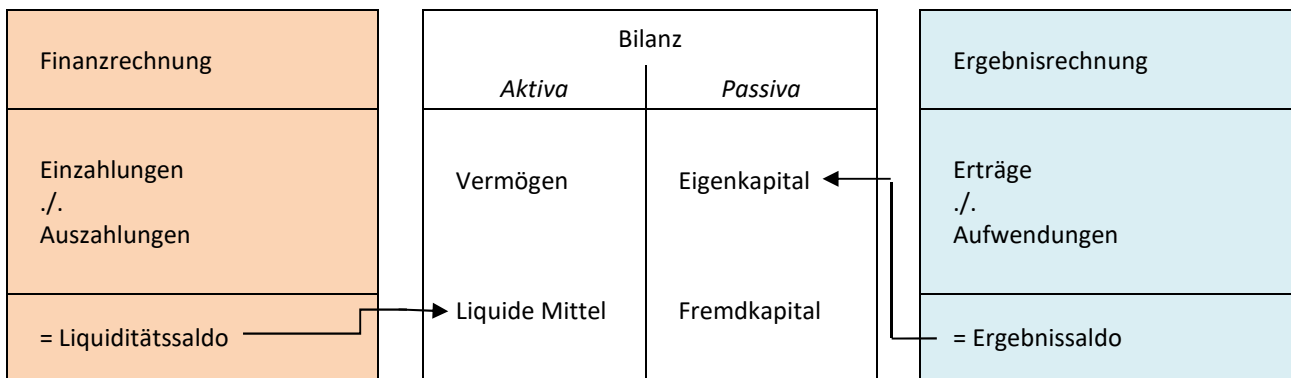 Finanzrechnung
Einzahlungen
./.
Auszahlungen
= Liquiditätssaldo
Bilanz
Aktiva
Passiva
Vermögen
Eigenkapital
Liquide Mittel
Fremdkapital
Ergebnisrechnung
Erträge
./.
Aufwendungen
= Ergebnissaldo